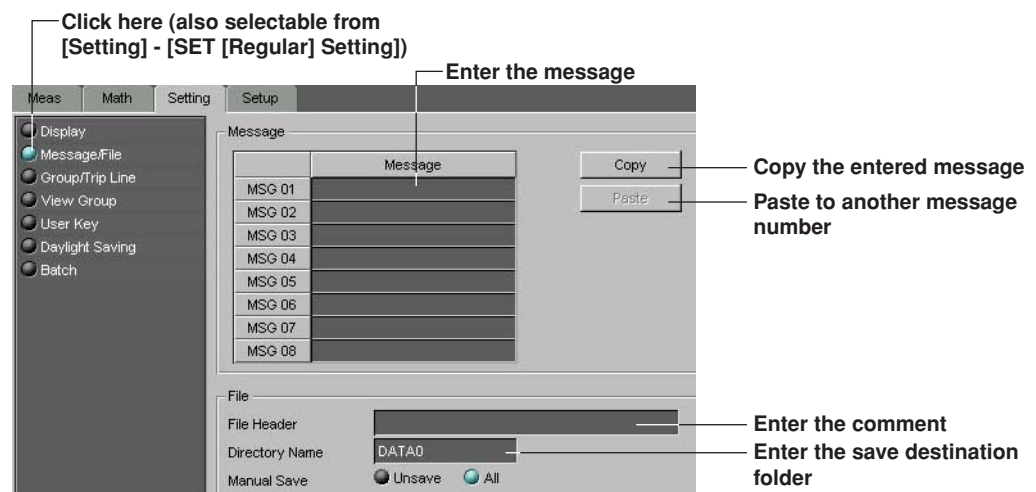 Click here (also selectable from
[Setting] - [SET [Regular] Setting])
Enter the message
Meas Math Setting Setup
Display
Message/File
Group/Trip Line
View Group
User Key
Daylight Saving
Batch
Message
Message
MSG 01
MSG 02
MSG 03
MSG 04
MSG 05
MSG 06
MSG 07
MSG 08
Copy
Paste
Copy the entered message
Paste to another message
number
File
File Header
Directory Name DATA0
Manual Save Unsave All
Enter the comment
Enter the save destination
folder